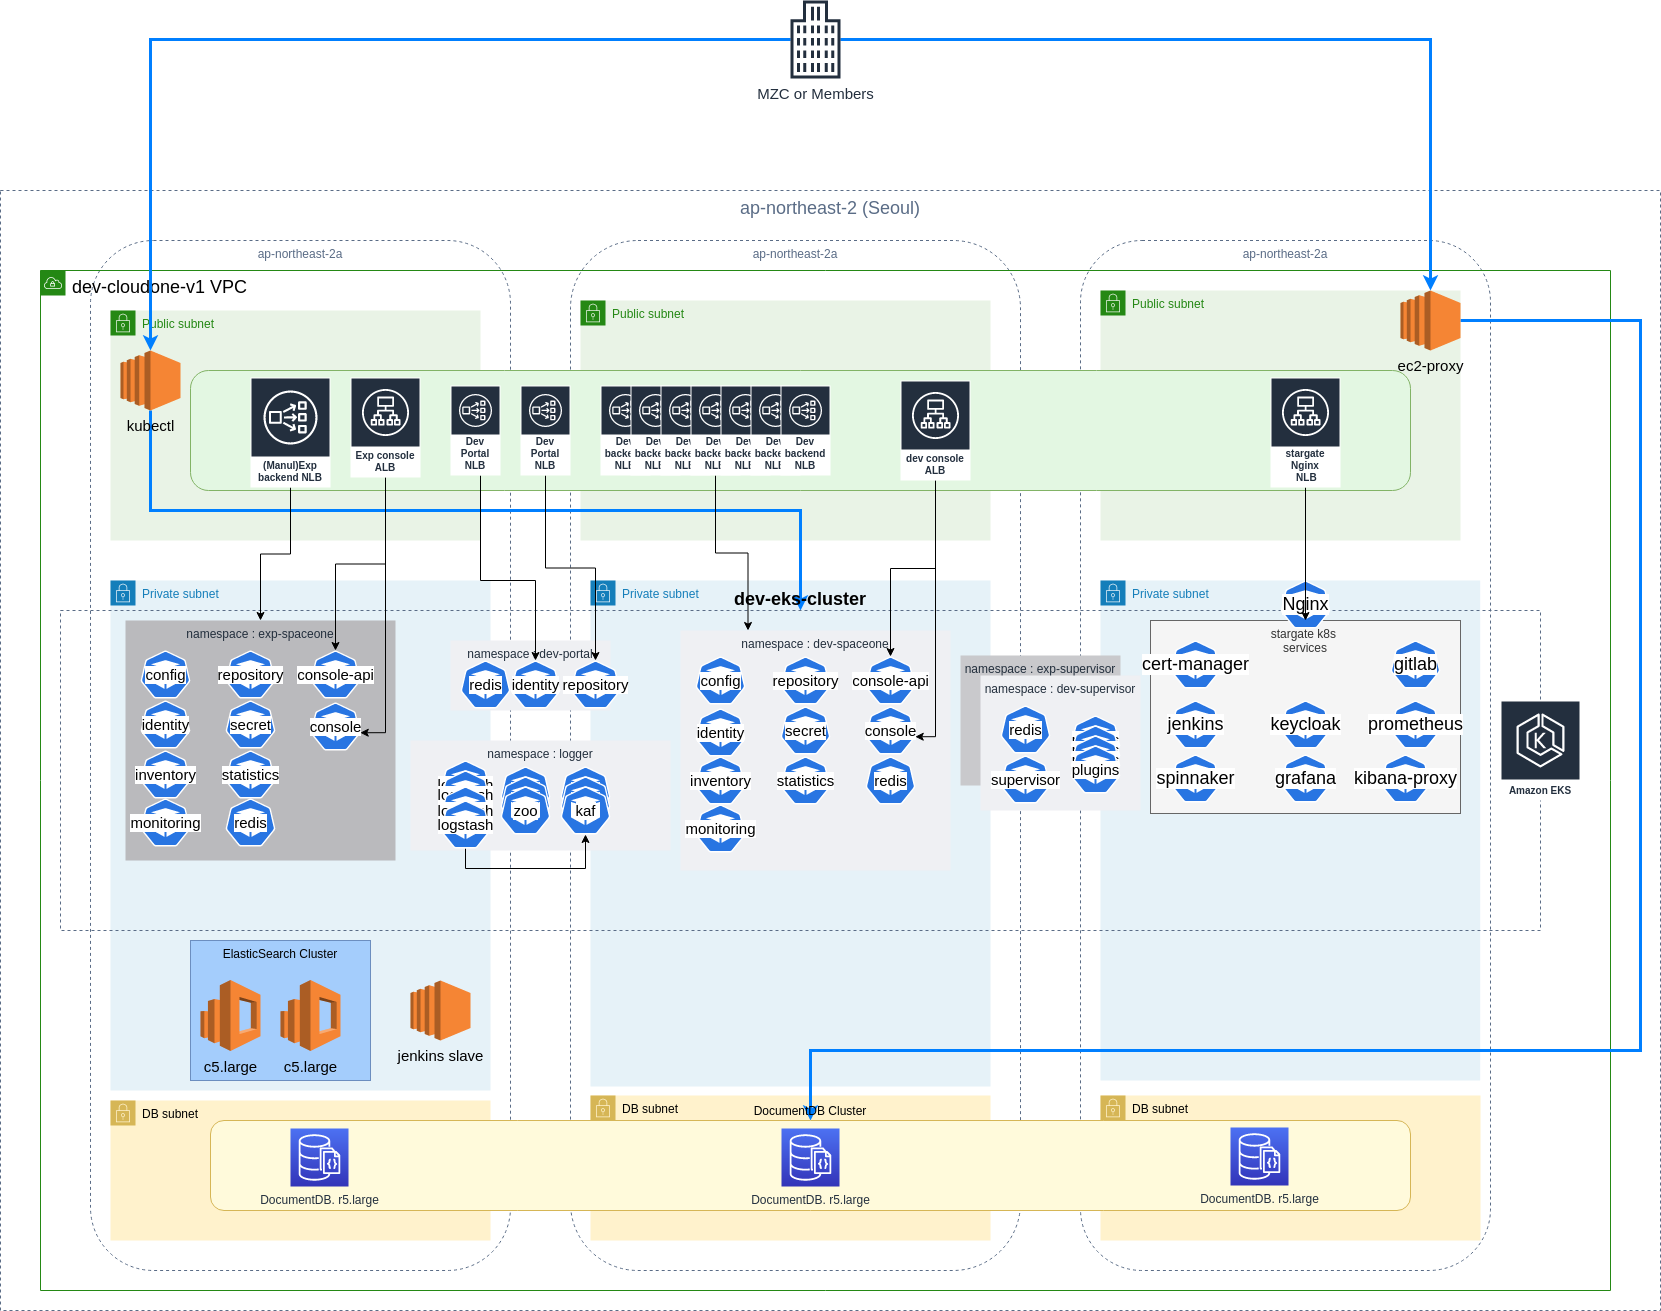 MZC or Members
ap-northeast-2 (Seoul)
ap-northeast-2a
ap-northeast-2a
ap-northeast-2a
dev-cloudone-v1 VPC
Public subnet
Public subnet
Public subnet
kubectl
ec2-proxy
(Manul)Exp
backend NLB
Exp console
ALB
Dev
Portal
NLB
Dev
Portal
NLB
Dev
backe
NLB
Dev
backe
NLB
Dev
backe
NLB
Dev
backe
NLB
Dev
backe
NLB
Dev
backe
NLB
Dev
backend
NLB
dev console
ALB
stargate
Nginx
NLB
Private subnet
Private subnet
Private subnet
dev-eks-cluster
Nginx
namespace : exp-spaceone
config
repository
console-api
identity
secret
console
inventory
statistics
monitoring
redis
namespace : dev-portal
redis
identity
repository
namespace : logger
logstash
logstash
logstash
zoo
kaf
namespace : dev-spaceone
config
repository
console-api
identity
secret
console
inventory
statistics
redis
monitoring
namespace : exp-supervisor
namespace : dev-supervisor
redis
supervisor
plugins
stargate k8s
services
cert-manager
gitlab
jenkins
keycloak
prometheus
spinnaker
grafana
kibana-proxy
Amazon EKS
ElasticSearch Cluster
c5.large
c5.large
jenkins slave
DB subnet
DB subnet
DB subnet
DocumentDB Cluster
DocumentDB. r5.large
DocumentDB. r5.large
DocumentDB. r5.large